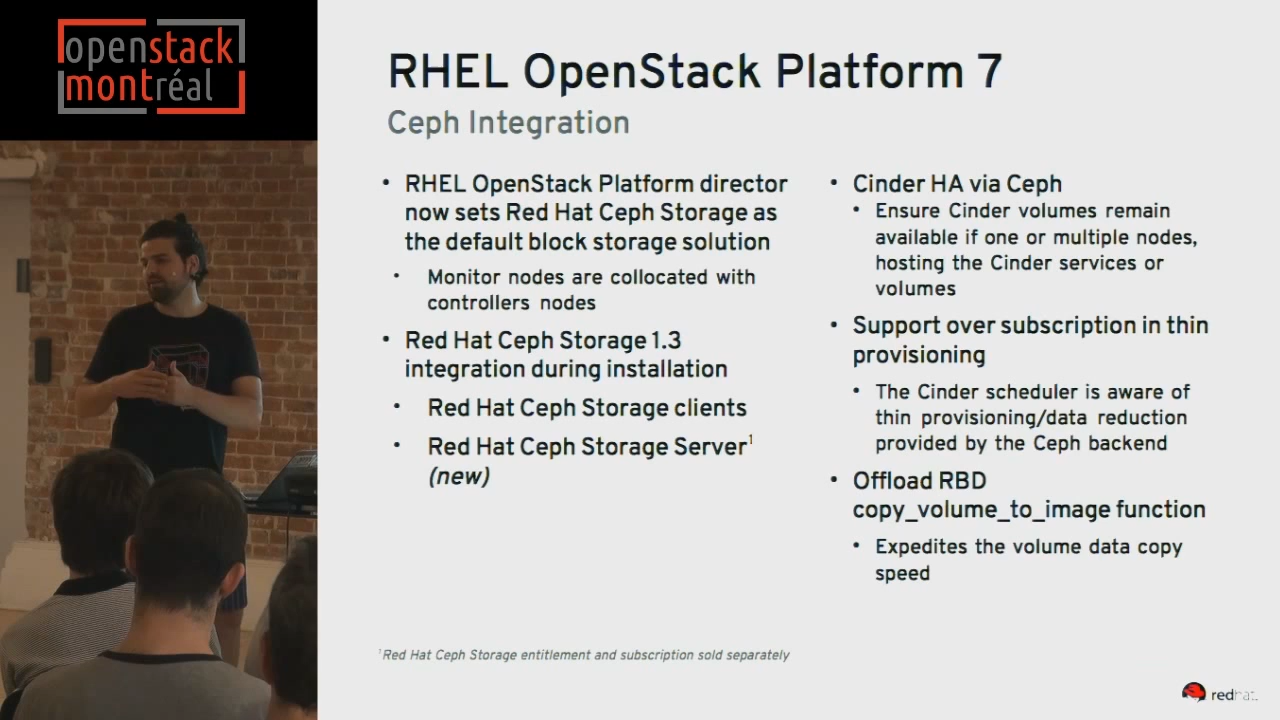 openstack
montréal
RHEL OpenStack Platform 7
Ceph Integration
• RHEL OpenStack Platform director
now sets Red Hat Ceph Storage as
the default block storage solution
• Monitor nodes are collocated with
controllers nodes
• Red Hat Ceph Storage 1.3
integration during installation
• Red Hat Ceph Storage clients
• Red Hat Ceph Storage Server¹
(new)
• Cinder HA via Ceph
• Ensure Cinder volumes remain
available if one or multiple nodes,
hosting the Cinder services or
volumes
• Support over subscription in thin
provisioning
• The Cinder scheduler is aware of
thin provisioning/data reduction
provided by the Ceph backend
• Offload RBD
copy_volume_to_image function
• Expedites the volume data copy
speed
¹Red Hat Ceph Storage entitlement and subscription sold separately
redhat.